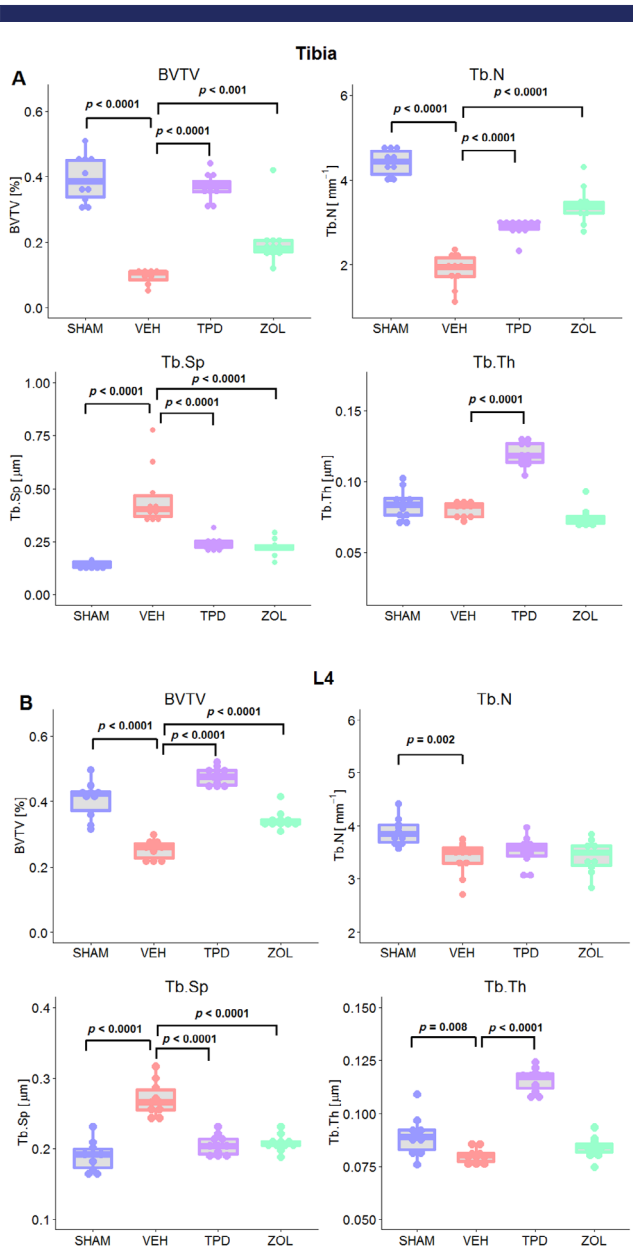 Tibia
A
BVTV
Tb.N
p < 0.0001
p < 0.001
p < 0.0001
p < 0.0001
p < 0.0001
p < 0.0001
BVTV [%]
0.6
0.4
0.2
0.0
SHAM VEH TPD ZOL
Tb.N[ mm⁻¹]
6
4
2
SHAM VEH TPD ZOL
Tb.Sp
Tb.Th
p < 0.0001
p < 0.0001
p < 0.0001
p < 0.0001
Tb.Sp [µm]
1.00
0.75
0.50
0.25
0.00
SHAM VEH TPD ZOL
Tb.Th [µm]
0.15
0.10
0.05
SHAM VEH TPD ZOL
L4
B
BVTV
Tb.N
p < 0.0001
p < 0.0001
p < 0.0001
p = 0.002
BVTV [%]
0.6
0.4
0.2
0.0
SHAM VEH TPD ZOL
Tb.N[ mm⁻¹]
6
5
4
3
2
SHAM VEH TPD ZOL
Tb.Sp
Tb.Th
p < 0.0001
p < 0.0001
p < 0.0001
p = 0.008
p < 0.0001
Tb.Sp [µm]
0.4
0.3
0.2
0.1
SHAM VEH TPD ZOL
Tb.Th [µm]
0.150
0.125
0.100
0.075
0.050
SHAM VEH TPD ZOL